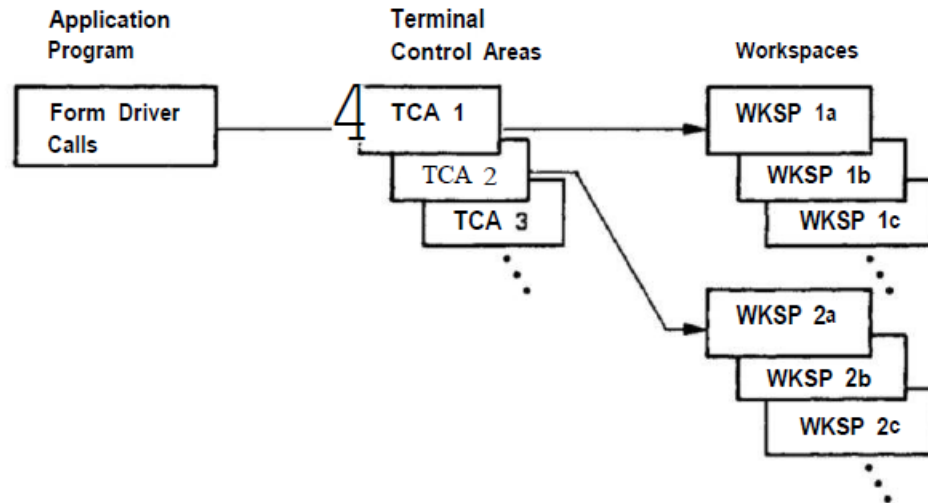 Application
Program
Terminal
Control Areas
Workspaces
Form Driver
Calls
4
TCA 1
TCA 2
TCA 3
WKSP 1a
WKSP 1b
WKSP 1c
WKSP 2a
WKSP 2b
WKSP 2c